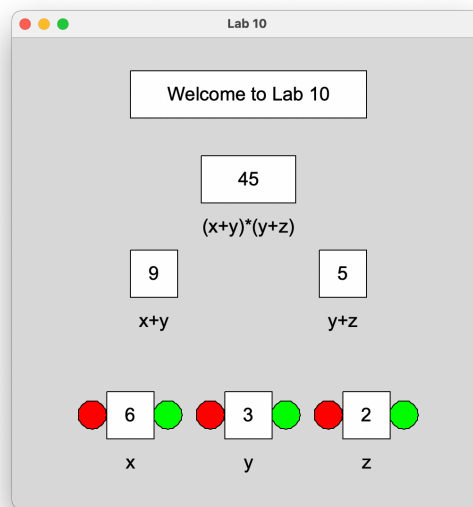 Lab 10
Welcome to Lab 10
45
(x+y)*(y+z)
9 5
x+y y+z
6 3 2
x y z